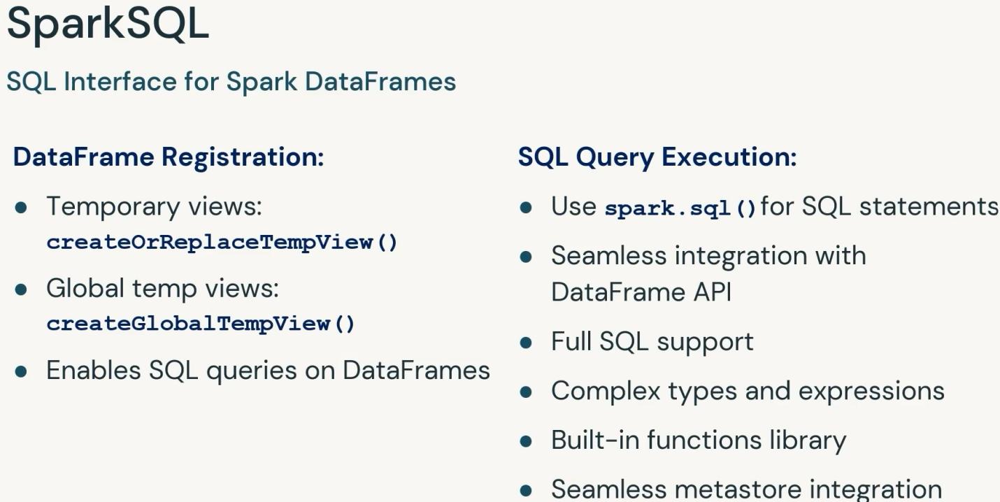 SparkSQL
SQL Interface for Spark DataFrames
DataFrame Registration:
● Temporary views:
createOrReplaceTempView()
● Global temp views:
createGlobalTempView()
● Enables SQL queries on DataFrames
SQL Query Execution:
● Use spark.sql() for SQL statements
● Seamless integration with
DataFrame API
● Full SQL support
● Complex types and expressions
● Built-in functions library
● Seamless metastore integration